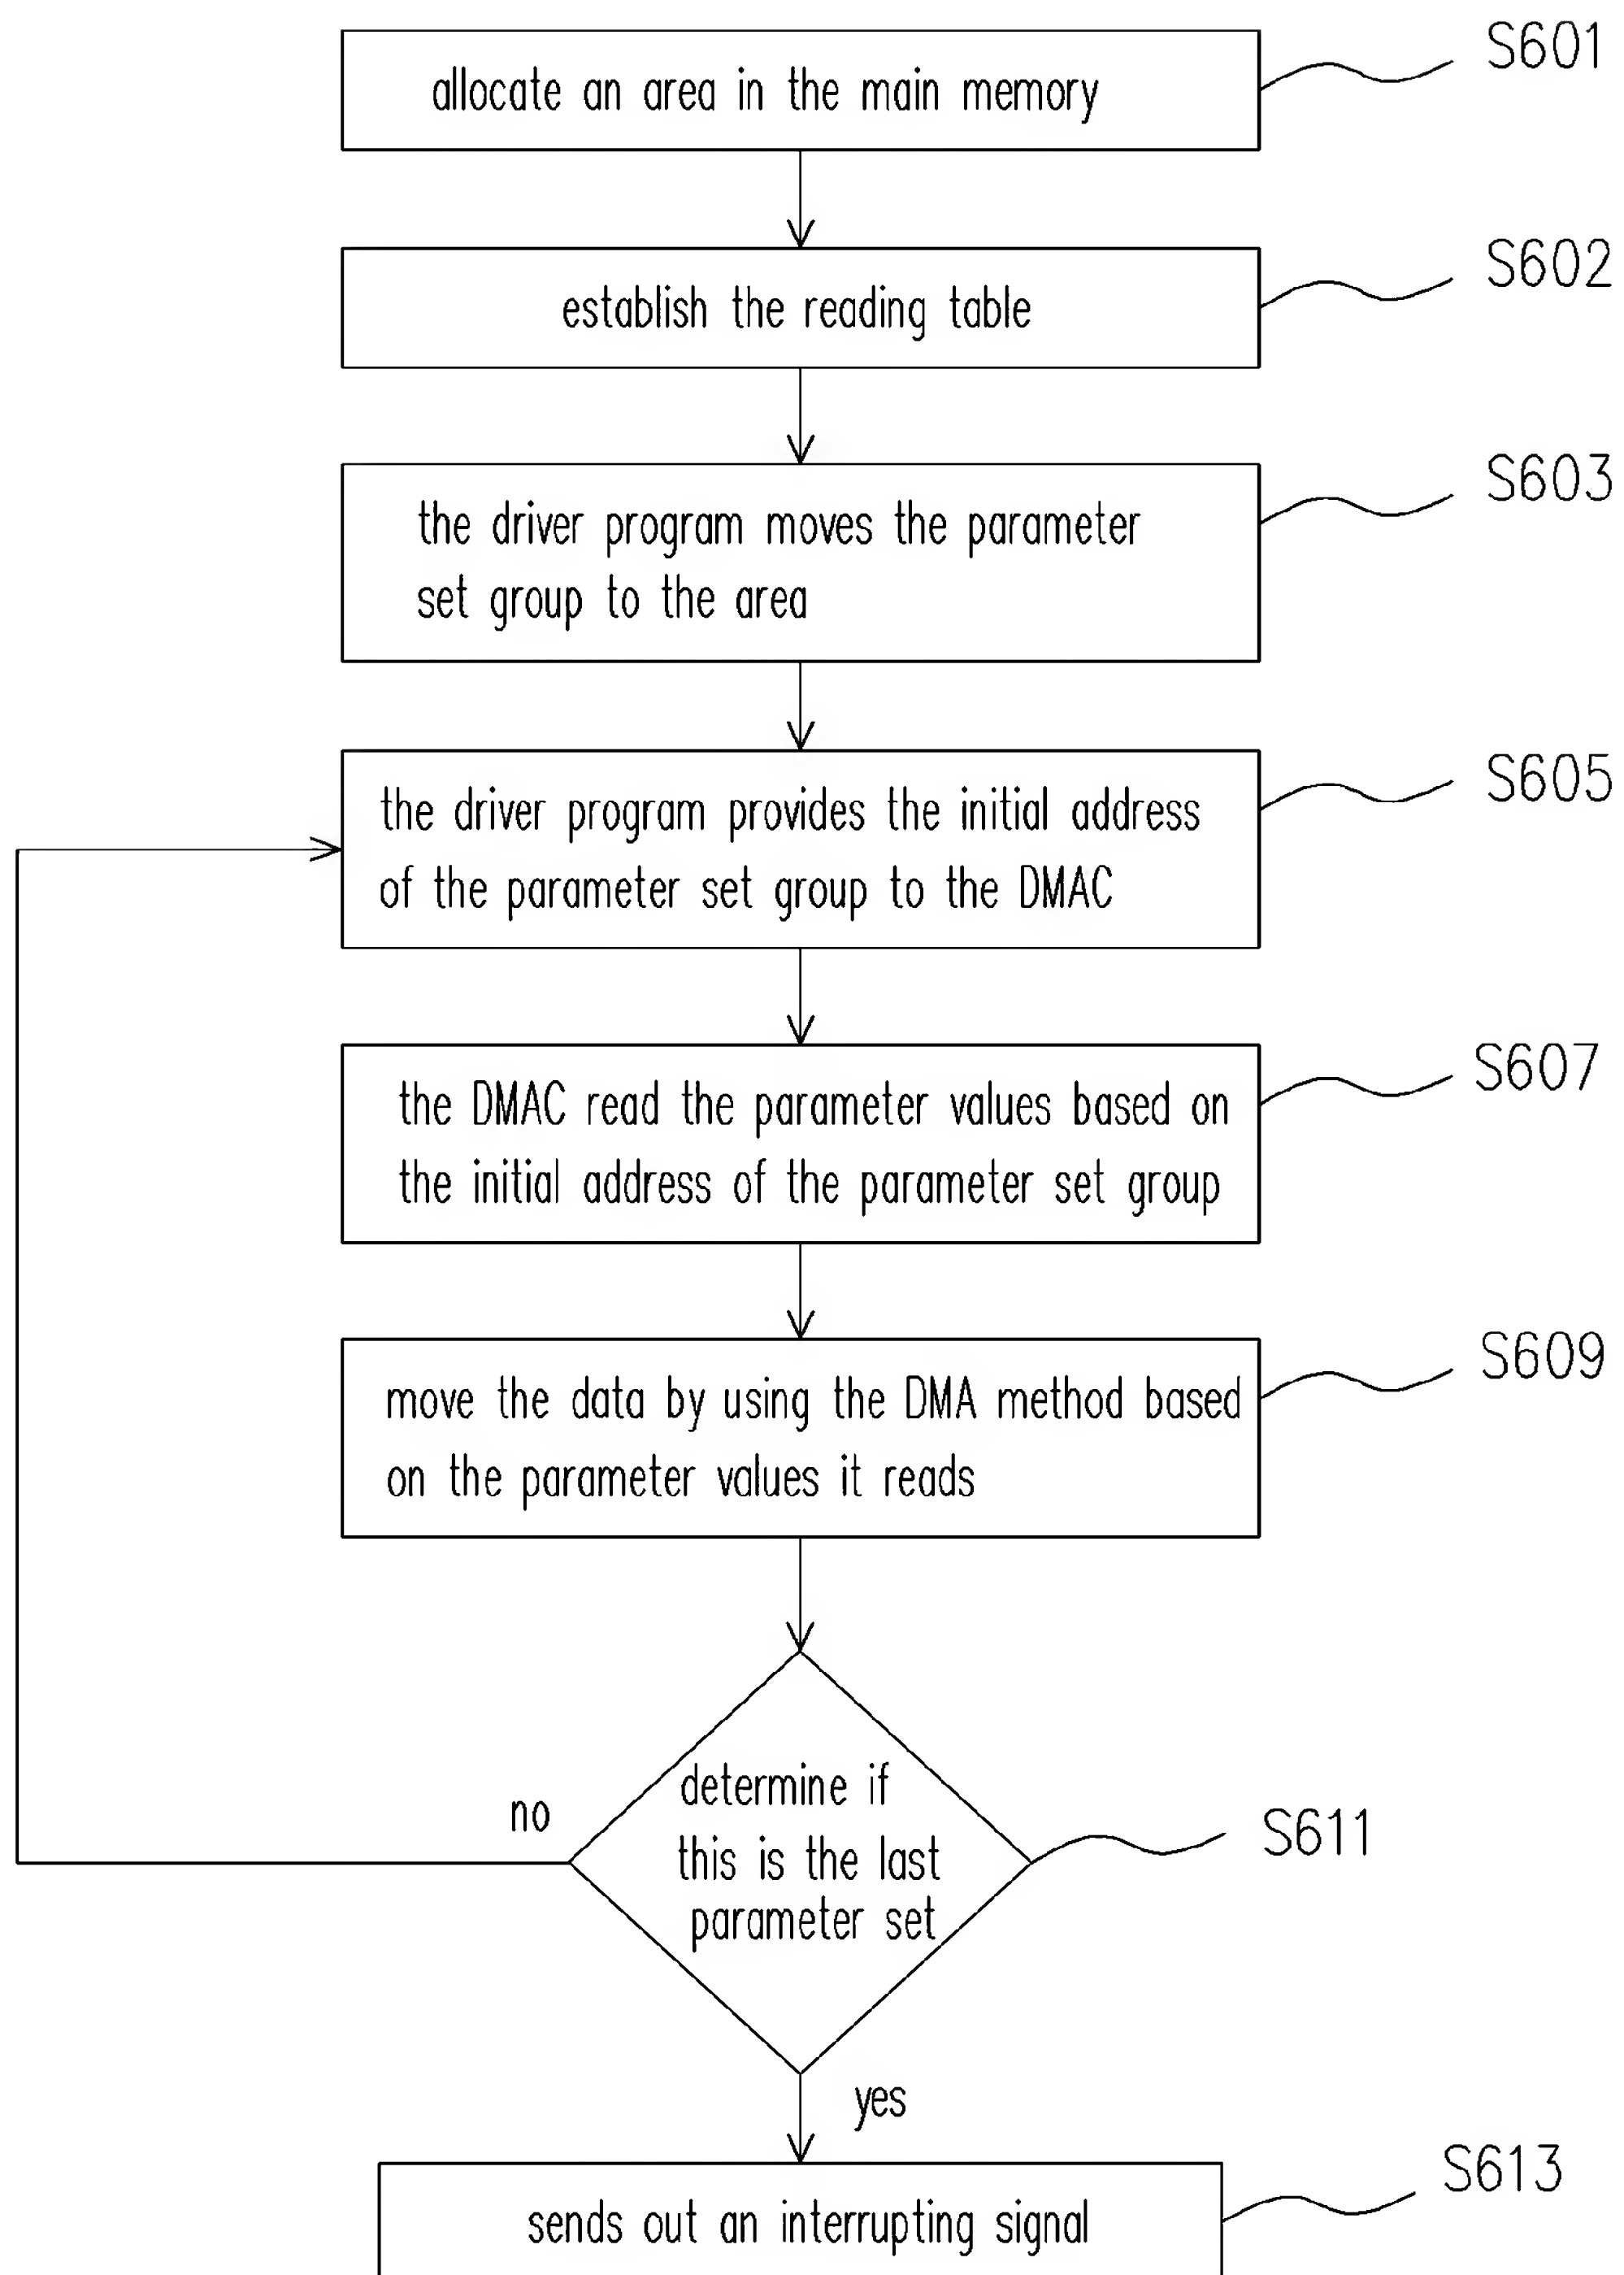 S601
allocate an area in the main memory
S602
establish the reading table
S603
the driver program moves the parameter
set group to the area
S605
the driver program provides the initial address
of the parameter set group to the DMAC
S607
the DMAC read the parameter values based on
the initial address of the parameter set group
S609
move the data by using the DMA method based
on the parameter values it reads
no
determine if
this is the last
parameter set
S611
yes
S613
sends out an interrupting signal